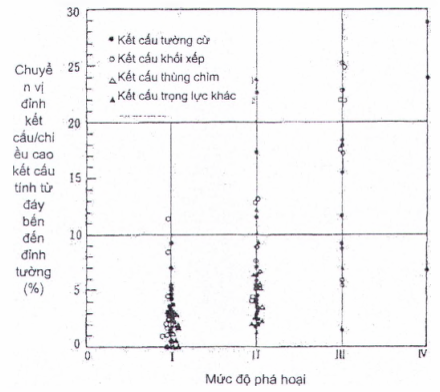 30
25
20
15
10
5
0
Chuyể
n vị
đỉnh
kết
cấu/chi
ều cao
kết cấu
tính từ
đáy
bến
đến
đỉnh
tường
(%)
Kết cấu tường cừ
Kết cấu khối xếp
Kết cấu thùng chìm
Kết cấu trọng lực khác
0
I
II
III
IV
Mức độ phá hoại